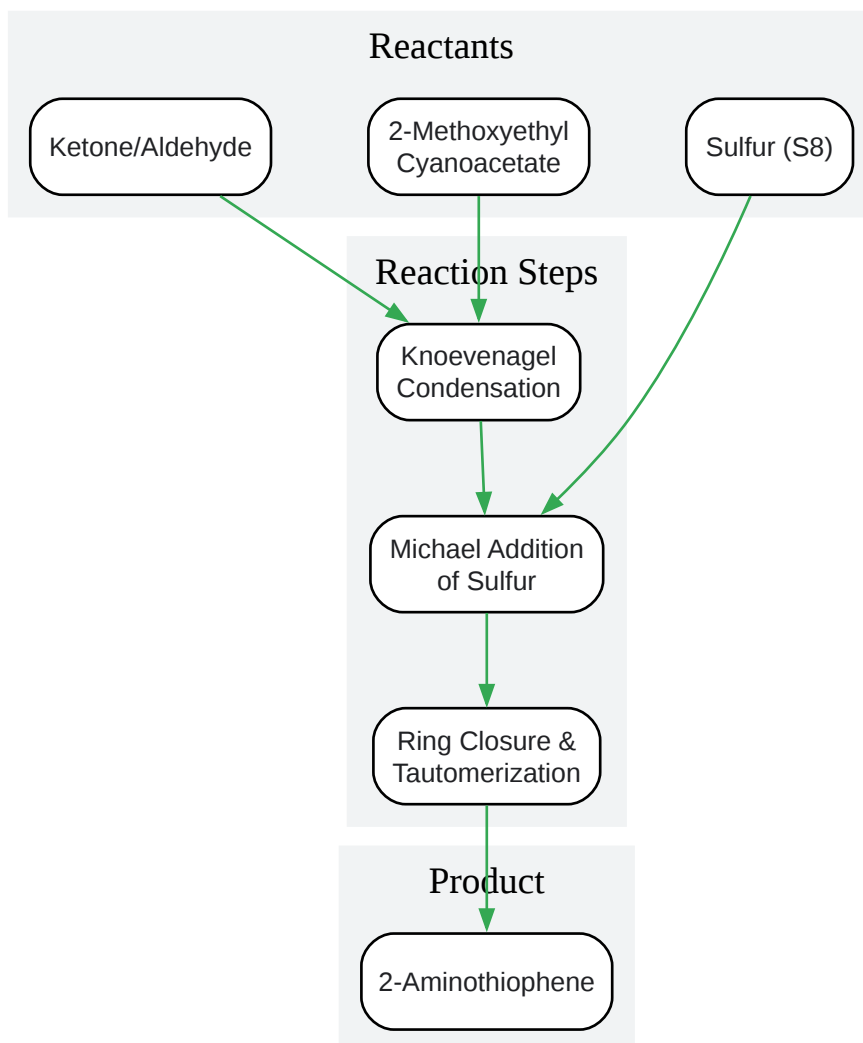 Reactants
Ketone/Aldehyde
2-Methoxyethyl
Cyanoacetate
Sulfur (S8)
Reaction Steps
Knoevenagel
Condensation
Michael Addition
of Sulfur
Ring Closure &
Tautomerization
Product
2-Aminothiophene